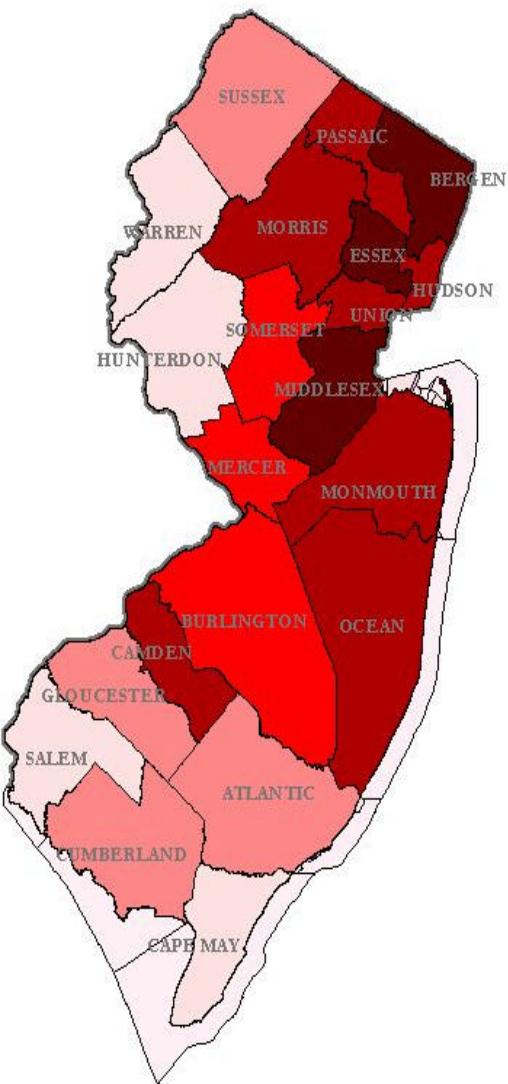 SUSSEX
PASSAIC
BERGEN
WARREN
MORRIS
ESSEX
HUDSON
UNION
SOMERSET
HUNTERDON
MIDDLESEX
MERCER
MONMOUTH
BURLINGTON
OCEAN
CAMDEN
GLOUCESTER
SALEM
ATLANTIC
CUMBERLAND
CAPE MAY